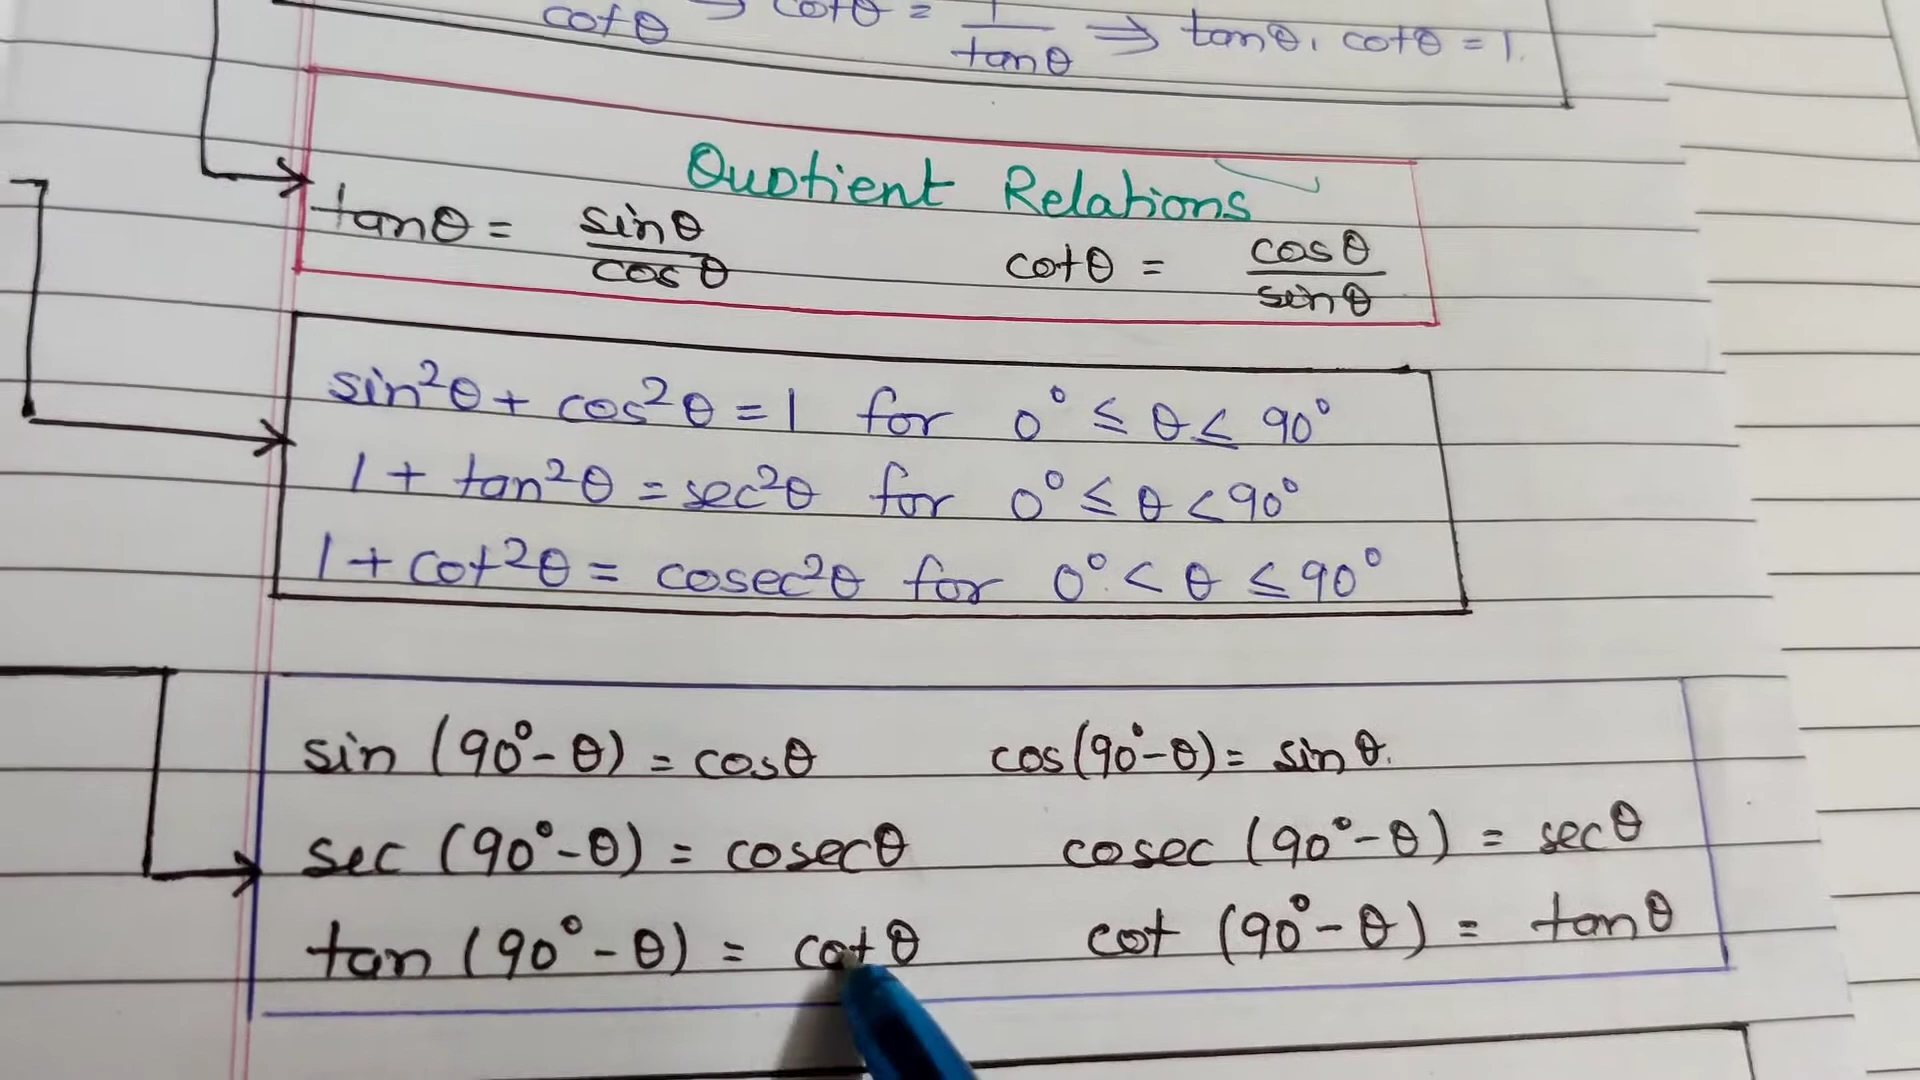 cotθ ⇒ cotθ = 1/tanθ ⇒ tanθ. cotθ = 1.
Quotient Relations
tanθ = sinθ/cosθ cotθ = cosθ/sinθ
sin²θ + cos²θ = 1 for 0° ≤ θ ≤ 90°
1 + tan²θ = sec²θ for 0° ≤ θ < 90°
1 + cot²θ = cosec²θ for 0° < θ ≤ 90°
sin (90° - θ) = cosθ cos(90° - θ) = sinθ.
sec (90° - θ) = cosecθ cosec (90° - θ) = secθ
tan (90° - θ) = cotθ cot (90° - θ) = tanθ